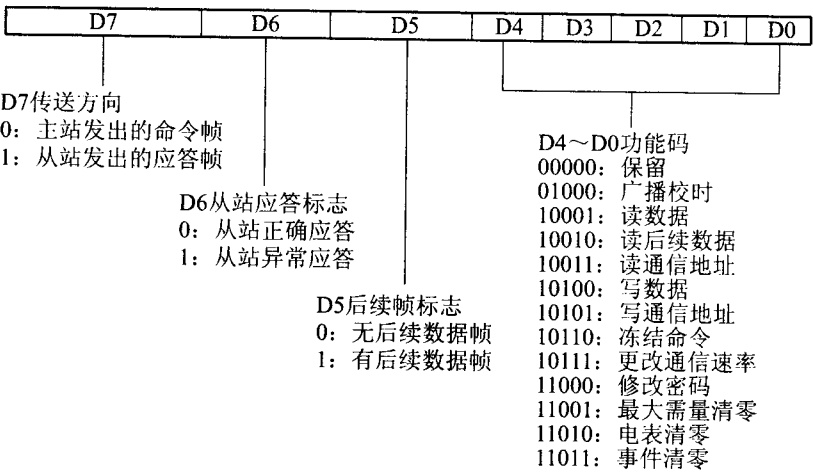 D7 D6 D5 D4 D3 D2 D1 D0
D7传送方向
0：主站发出的命令帧
1：从站发出的应答帧
D6从站应答标志
0：从站正确应答
1：从站异常应答
D5后续帧标志
0：无后续数据帧
1：有后续数据帧
D4～D0功能码
00000：保留
01000：广播校时
10001：读数据
10010：读后续数据
10011：读通信地址
10100：写数据
10101：写通信地址
10110：冻结命令
10111：更改通信速率
11000：修改密码
11001：最大需量清零
11010：电表清零
11011：事件清零